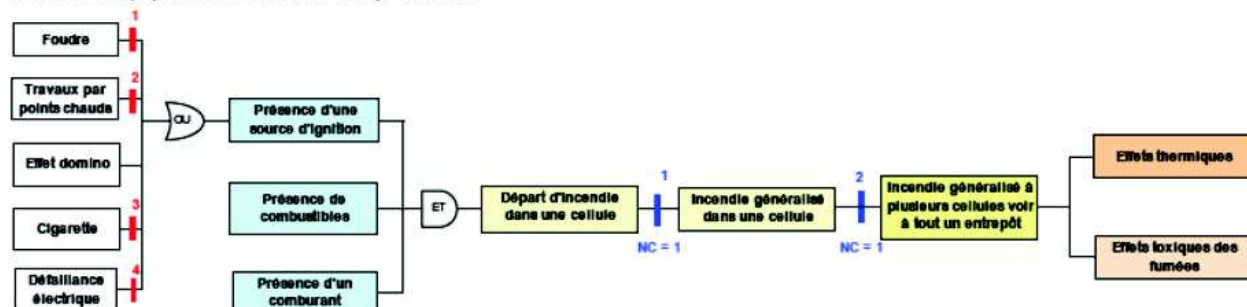 Foudre
1
Travaux par
points chauds
2
Effet domino
Cigarette
3
Défaillance
électrique
4
OU
Présence d'une
source d'ignition
Présence de
combustibles
Présence d'un
comburant
ET
Départ d'incendie
dans une cellule
1
NC = 1
Incendie généralisé
dans une cellule
2
NC = 1
Incendie généralisé à
plusieurs cellules voir
à tout un entrepôt
Effets thermiques
Effets toxiques des
fumées